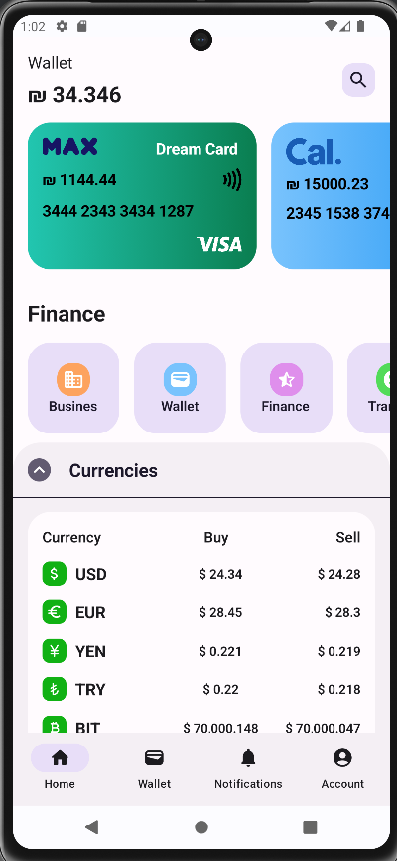 1:02
Wallet
₪ 34.346
MAX Dream Card
₪ 1144.44
3444 2343 3434 1287
VISA
Cal.
₪ 15000.23
2345 1538 374
Finance
Busines
Wallet
Finance
Tra
Currencies
Currency Buy Sell
$ USD $ 24.34 $ 24.28
€ EUR $ 28.45 $ 28.3
¥ YEN $ 0.221 $ 0.219
₺ TRY $ 0.22 $ 0.218
₿ BIT $ 70.000.148 $ 70.000.047
Home Wallet Notifications Account